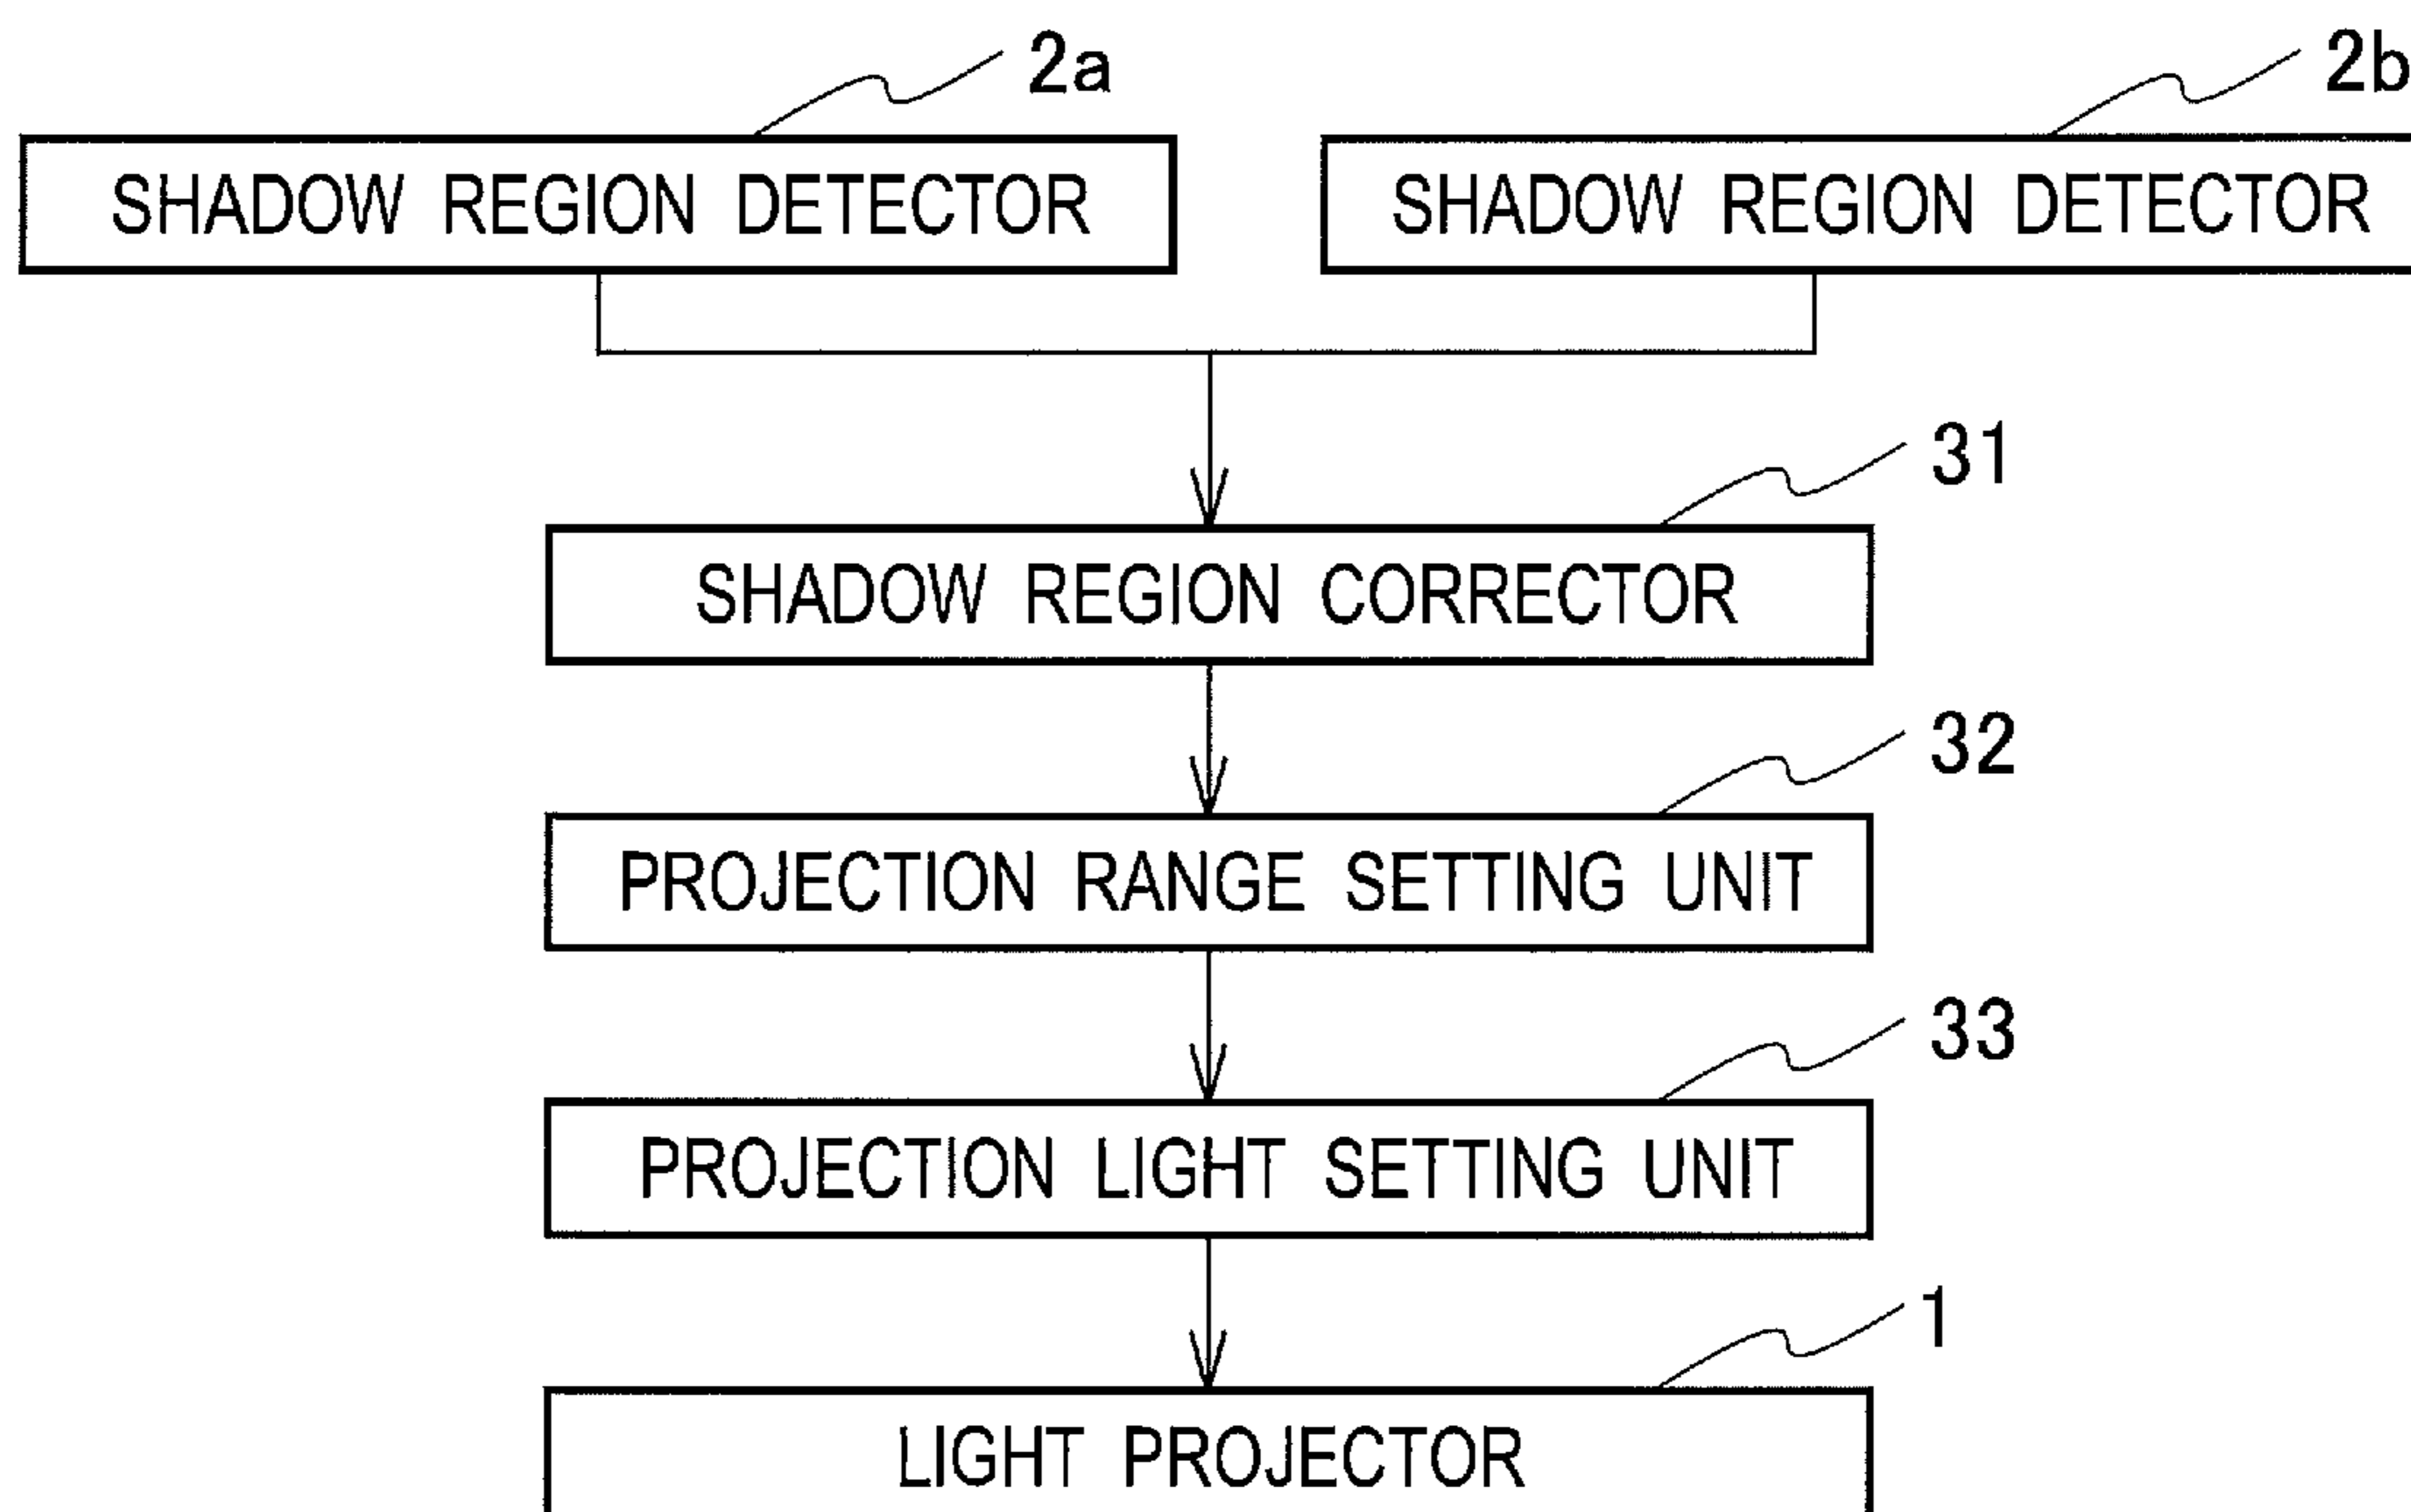 2a
2b
SHADOW REGION DETECTOR
SHADOW REGION DETECTOR
31
SHADOW REGION CORRECTOR
32
PROJECTION RANGE SETTING UNIT
33
PROJECTION LIGHT SETTING UNIT
1
LIGHT PROJECTOR